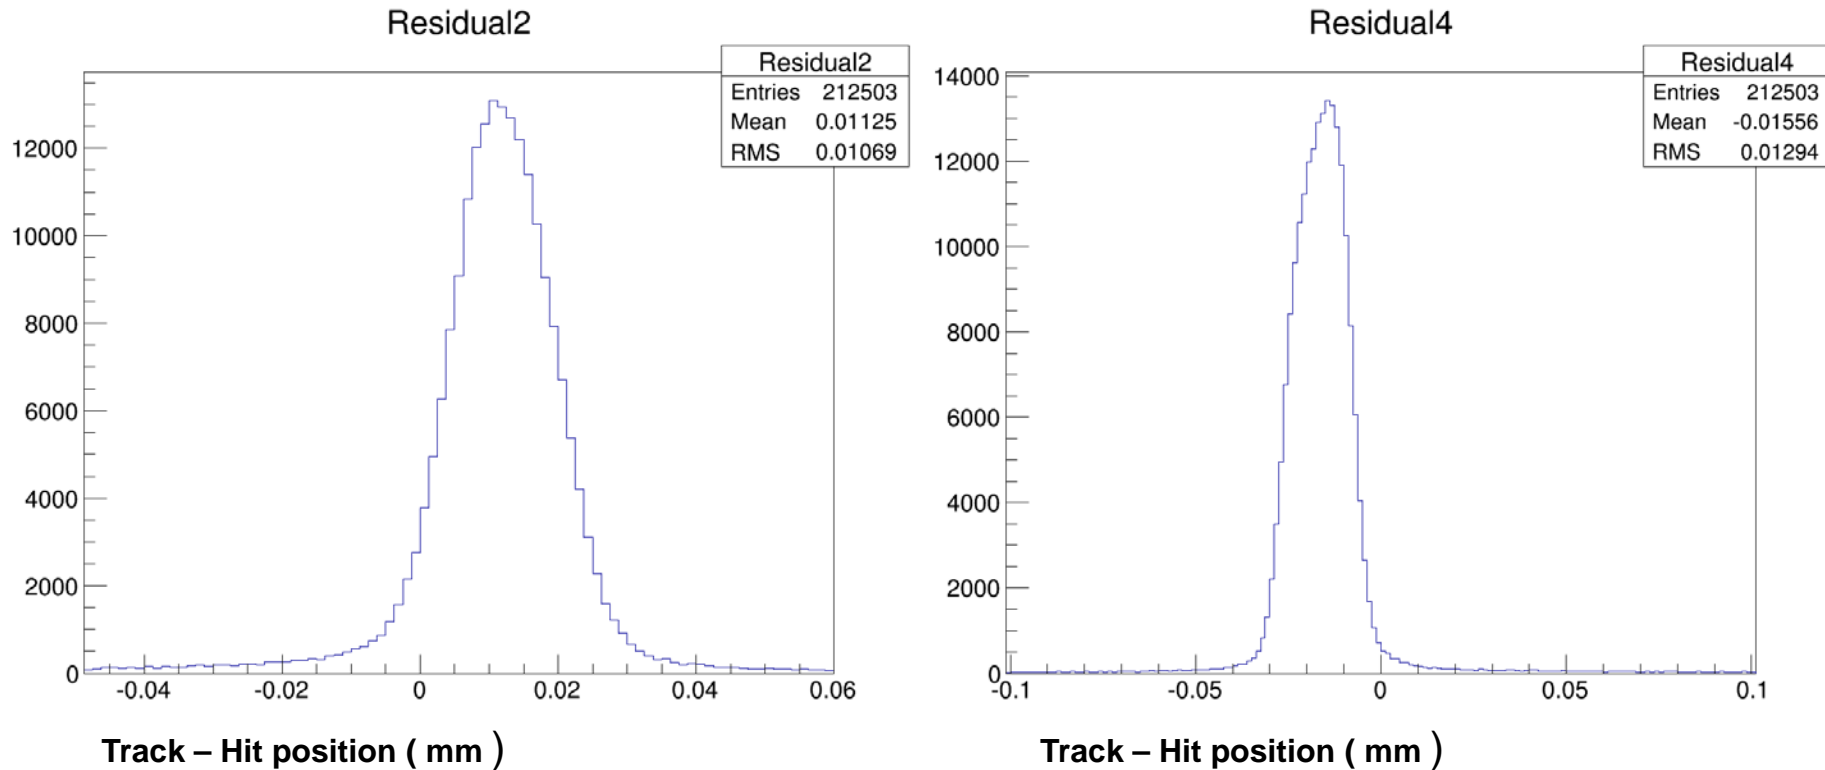 Residual2
Residual2
Entries 212503
Mean 0.01125
RMS 0.01069
12000
10000
8000
6000
4000
2000
0
-0.04 -0.02 0 0.02 0.04 0.06
Track – Hit position ( mm )
Residual4
Residual4
Entries 212503
Mean -0.01556
RMS 0.01294
14000
12000
10000
8000
6000
4000
2000
0
-0.1 -0.05 0 0.05 0.1
Track – Hit position ( mm )